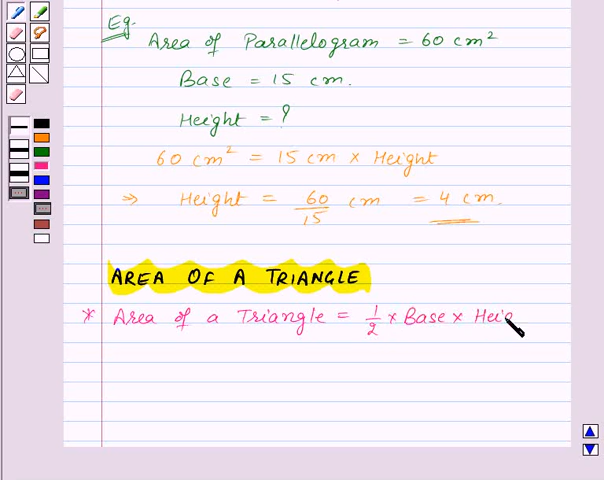 Eg.
Area of Parallelogram = 60 cm²
Base = 15 cm.
Height = ?
60 cm² = 15 cm × Height
⇒ Height = 60/15 cm = 4 cm.
AREA OF A TRIANGLE
* Area of a Triangle = 1/2 × Base × Heig